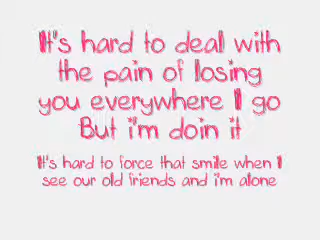 It's hard to deal with
the pain of losing
you everywhere I go
But i'm doin it
It's hard to force that smile when I
see our old friends and i'm alone